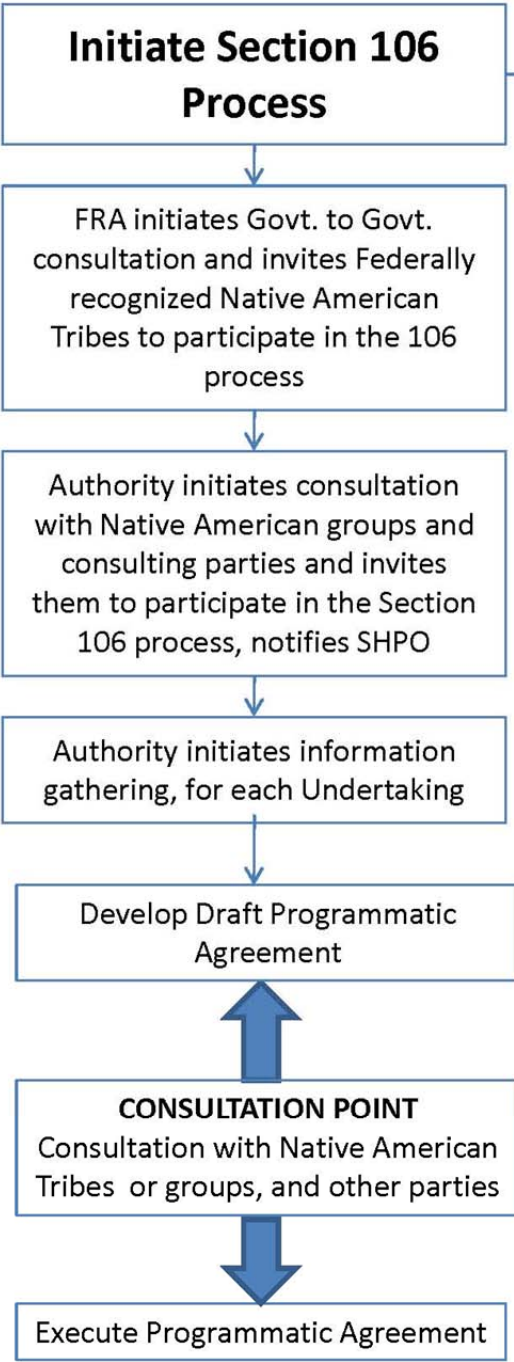 Initiate Section 106
Process
FRA initiates Govt. to Govt.
consultation and invites Federally
recognized Native American
Tribes to participate in the 106
process
Authority initiates consultation
with Native American groups and
consulting parties and invites
them to participate in the Section
106 process, notifies SHPO
Authority initiates information
gathering, for each Undertaking
Develop Draft Programmatic
Agreement
CONSULTATION POINT
Consultation with Native American
Tribes or groups, and other parties
Execute Programmatic Agreement